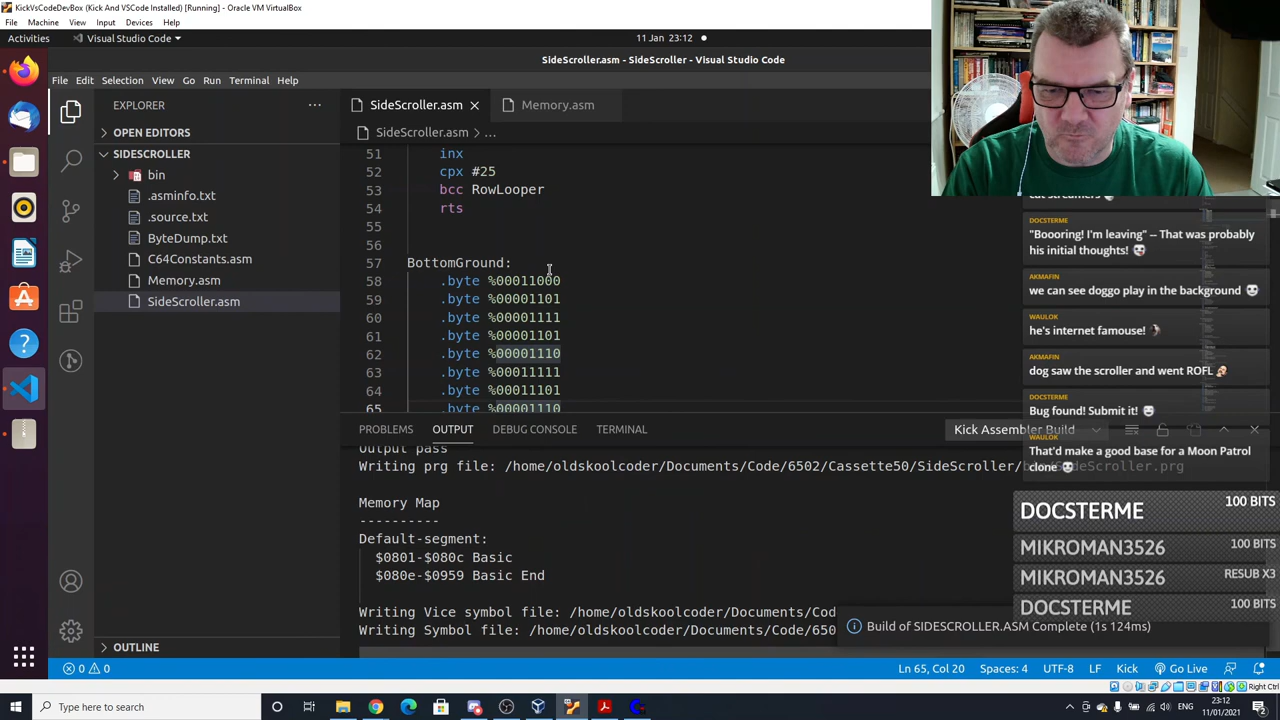 KickVsCodeDevBox (Kick And VSCode Installed) [Running] - Oracle VM VirtualBox
File Machine View Input Devices Help
Activities
Visual Studio Code
11 Jan 23:12
SideScroller.asm - SideScroller - Visual Studio Code
File Edit Selection View Go Run Terminal Help
EXPLORER
SideScroller.asm
Memory.asm
OPEN EDITORS
SideScroller.asm > ...
SIDESCROLLER
bin
.asminfo.txt
.source.txt
ByteDump.txt
C64Constants.asm
Memory.asm
SideScroller.asm
OUTLINE
51 inx
52 cpx #25
53 bcc RowLooper
54 rts
55
56
57 BottomGround:
58 .byte %00011000
59 .byte %00001101
60 .byte %00001111
61 .byte %00001101
62 .byte %00001110
63 .byte %00011111
64 .byte %00011101
65 .byte %00001110
PROBLEMS OUTPUT DEBUG CONSOLE TERMINAL
Kick Assembler Build
Output pass
Writing prg file: /home/oldskoolcoder/Documents/Code/6502/Cassette50/SideScroller/b SideScroller.prg
Memory Map
----------
Default-segment:
$0801-$080c Basic
$080e-$0959 Basic End
Writing Vice symbol file: /home/oldskoolcoder/Documents/Cod
Writing Symbol file: /home/oldskoolcoder/Documents/Code/650
Build of SIDESCROLLER.ASM Complete (1s 124ms)
cat streamers
DOCSTERME
"Boooring! I'm leaving" -- That was probably
his initial thoughts!
AKMAFIN
we can see doggo play in the background
WAULOK
he's internet famouse!
AKMAFIN
dog saw the scroller and went ROFL
DOCSTERME
Bug found! Submit it!
WAULOK
That'd make a good base for a Moon Patrol
clone
DOCSTERME 100 BITS
MIKROMAN3526 100 BITS
MIKROMAN3526 RESUB X3
DOCSTERME 100 BITS
0 0
Ln 65, Col 20 Spaces: 4 UTF-8 LF Kick Go Live
Right Ctrl
Type here to search
ENG
23:12
11/01/2021